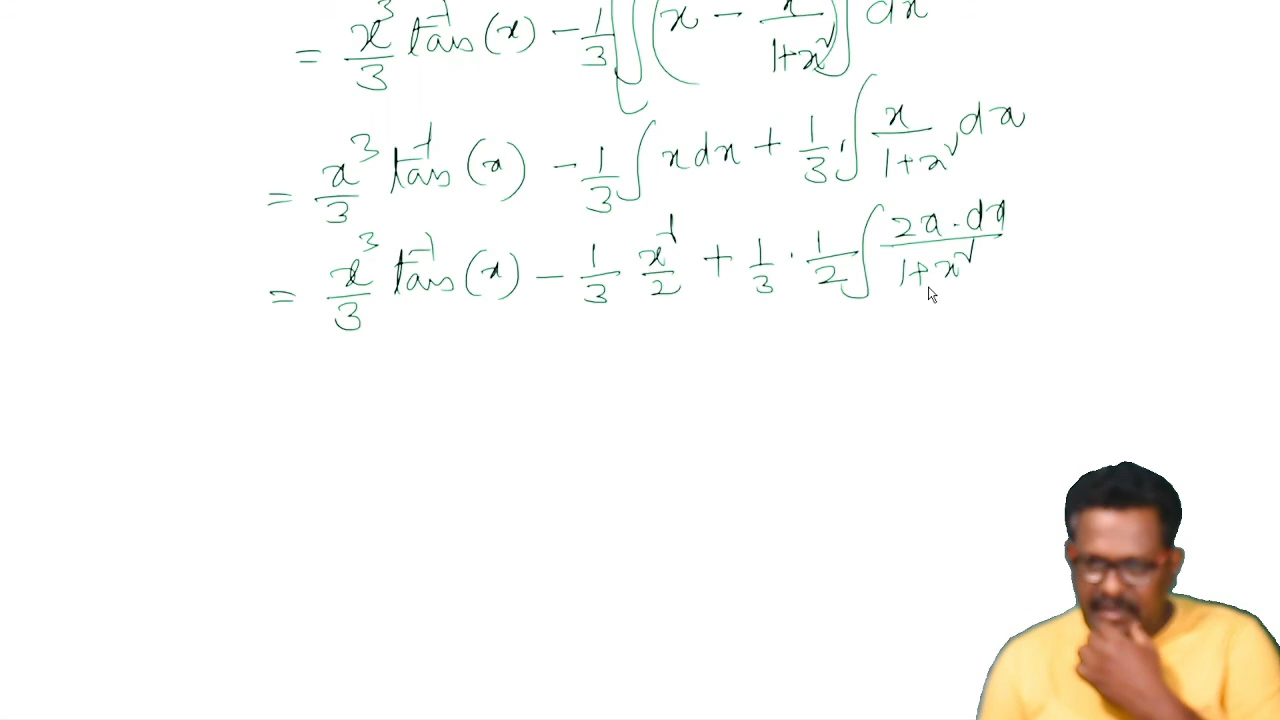 = x³/3 tan⁻¹(x) - 1/3 ∫(x - x/(1+x²)) dx
= x³/3 tan⁻¹(x) - 1/3 ∫ x dx + 1/3 · ∫ x/(1+x²) dx
= x³/3 tan⁻¹(x) - 1/3 x²/2 + 1/3 · 1/2 ∫ 2x · dx/(1+x²)